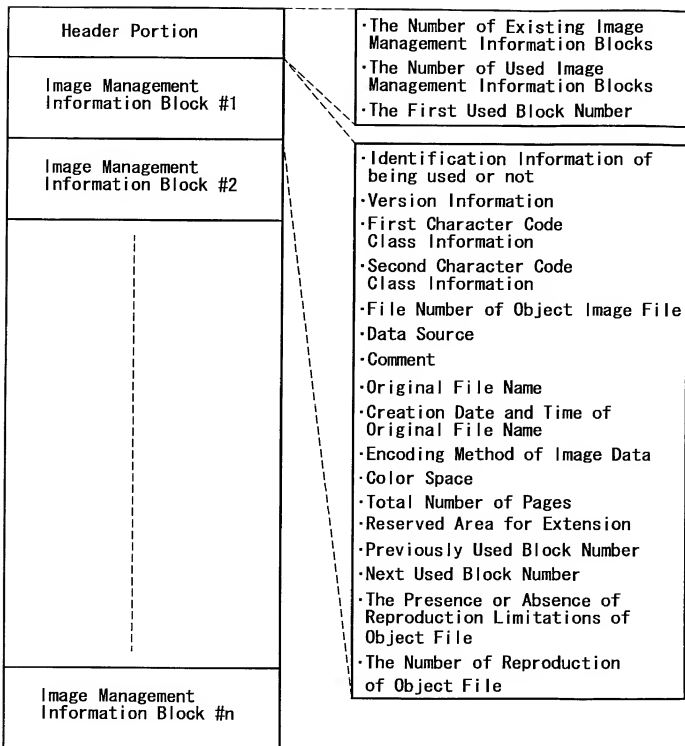 Header Portion
Image Management
Information Block #1
Image Management
Information Block #2
Image Management
Information Block #n
·The Number of Existing Image
Management Information Blocks
·The Number of Used Image
Management Information Blocks
·The First Used Block Number
·Identification Information of
being used or not
·Version Information
·First Character Code
Class Information
·Second Character Code
Class Information
·File Number of Object Image File
·Data Source
·Comment
·Original File Name
·Creation Date and Time of
Original File Name
·Encoding Method of Image Data
·Color Space
·Total Number of Pages
·Reserved Area for Extension
·Previously Used Block Number
·Next Used Block Number
·The Presence or Absence of
Reproduction Limitations of
Object File
·The Number of Reproduction
of Object File